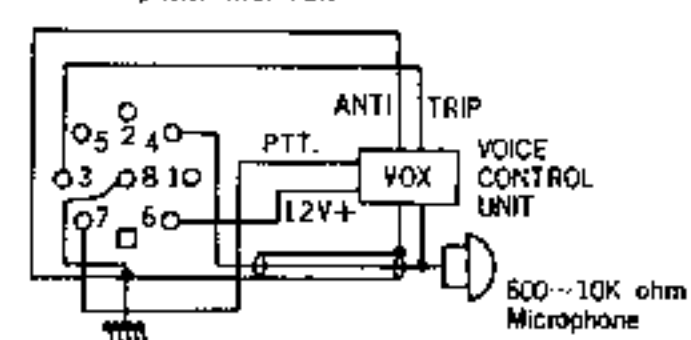 ANTI TRIP
5 2 4
PTT.
VOICE
3 8 1
VOX
CONTROL
UNIT
7 6
12V+
600---10K ohm
Microphone